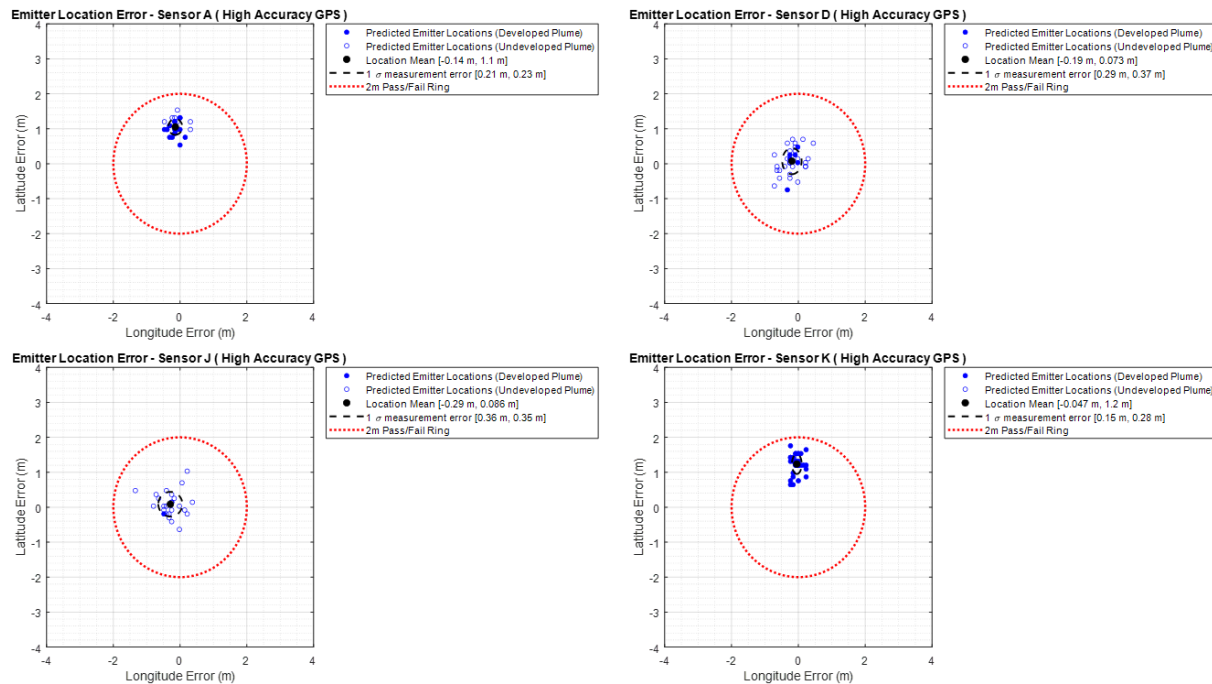 Emitter Location Error - Sensor A ( High Accuracy GPS )
Predicted Emitter Locations (Developed Plume)
Predicted Emitter Locations (Undeveloped Plume)
Location Mean [-0.14 m, 1.1 m]
1 σ measurement error [0.21 m, 0.23 m]
2m Pass/Fail Ring
Latitude Error (m)
4
3
2
1
0
-1
-2
-3
-4
-4 -2 0 2 4
Longitude Error (m)
Emitter Location Error - Sensor D ( High Accuracy GPS )
Predicted Emitter Locations (Developed Plume)
Predicted Emitter Locations (Undeveloped Plume)
Location Mean [-0.19 m, 0.073 m]
1 σ measurement error [0.29 m, 0.37 m]
2m Pass/Fail Ring
Latitude Error (m)
4
3
2
1
0
-1
-2
-3
-4
-4 -2 0 2 4
Longitude Error (m)
Emitter Location Error - Sensor J ( High Accuracy GPS )
Predicted Emitter Locations (Developed Plume)
Predicted Emitter Locations (Undeveloped Plume)
Location Mean [-0.29 m, 0.086 m]
1 σ measurement error [0.36 m, 0.35 m]
2m Pass/Fail Ring
Latitude Error (m)
4
3
2
1
0
-1
-2
-3
-4
-4 -2 0 2 4
Longitude Error (m)
Emitter Location Error - Sensor K ( High Accuracy GPS )
Predicted Emitter Locations (Developed Plume)
Predicted Emitter Locations (Undeveloped Plume)
Location Mean [-0.047 m, 1.2 m]
1 σ measurement error [0.15 m, 0.28 m]
2m Pass/Fail Ring
Latitude Error (m)
4
3
2
1
0
-1
-2
-3
-4
-4 -2 0 2 4
Longitude Error (m)